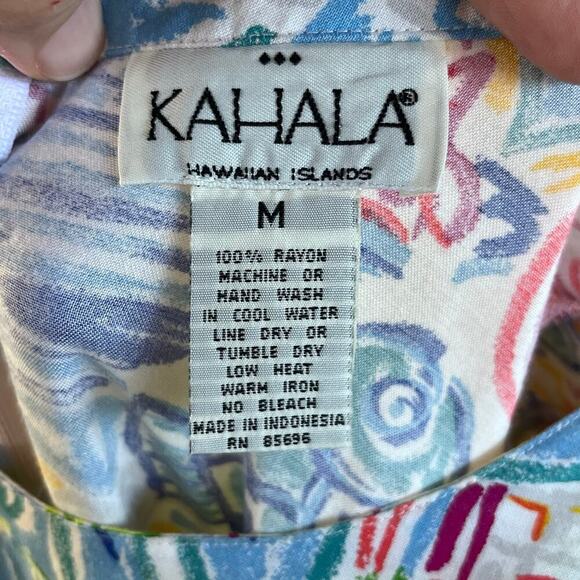 KAHALA®
HAWAIIAN ISLANDS
M
100% RAYON
MACHINE OR
HAND WASH
IN COOL WATER
LINE DRY OR
TUMBLE DRY
LOW HEAT
WARM IRON
NO BLEACH
MADE IN INDONESIA
RN 85696